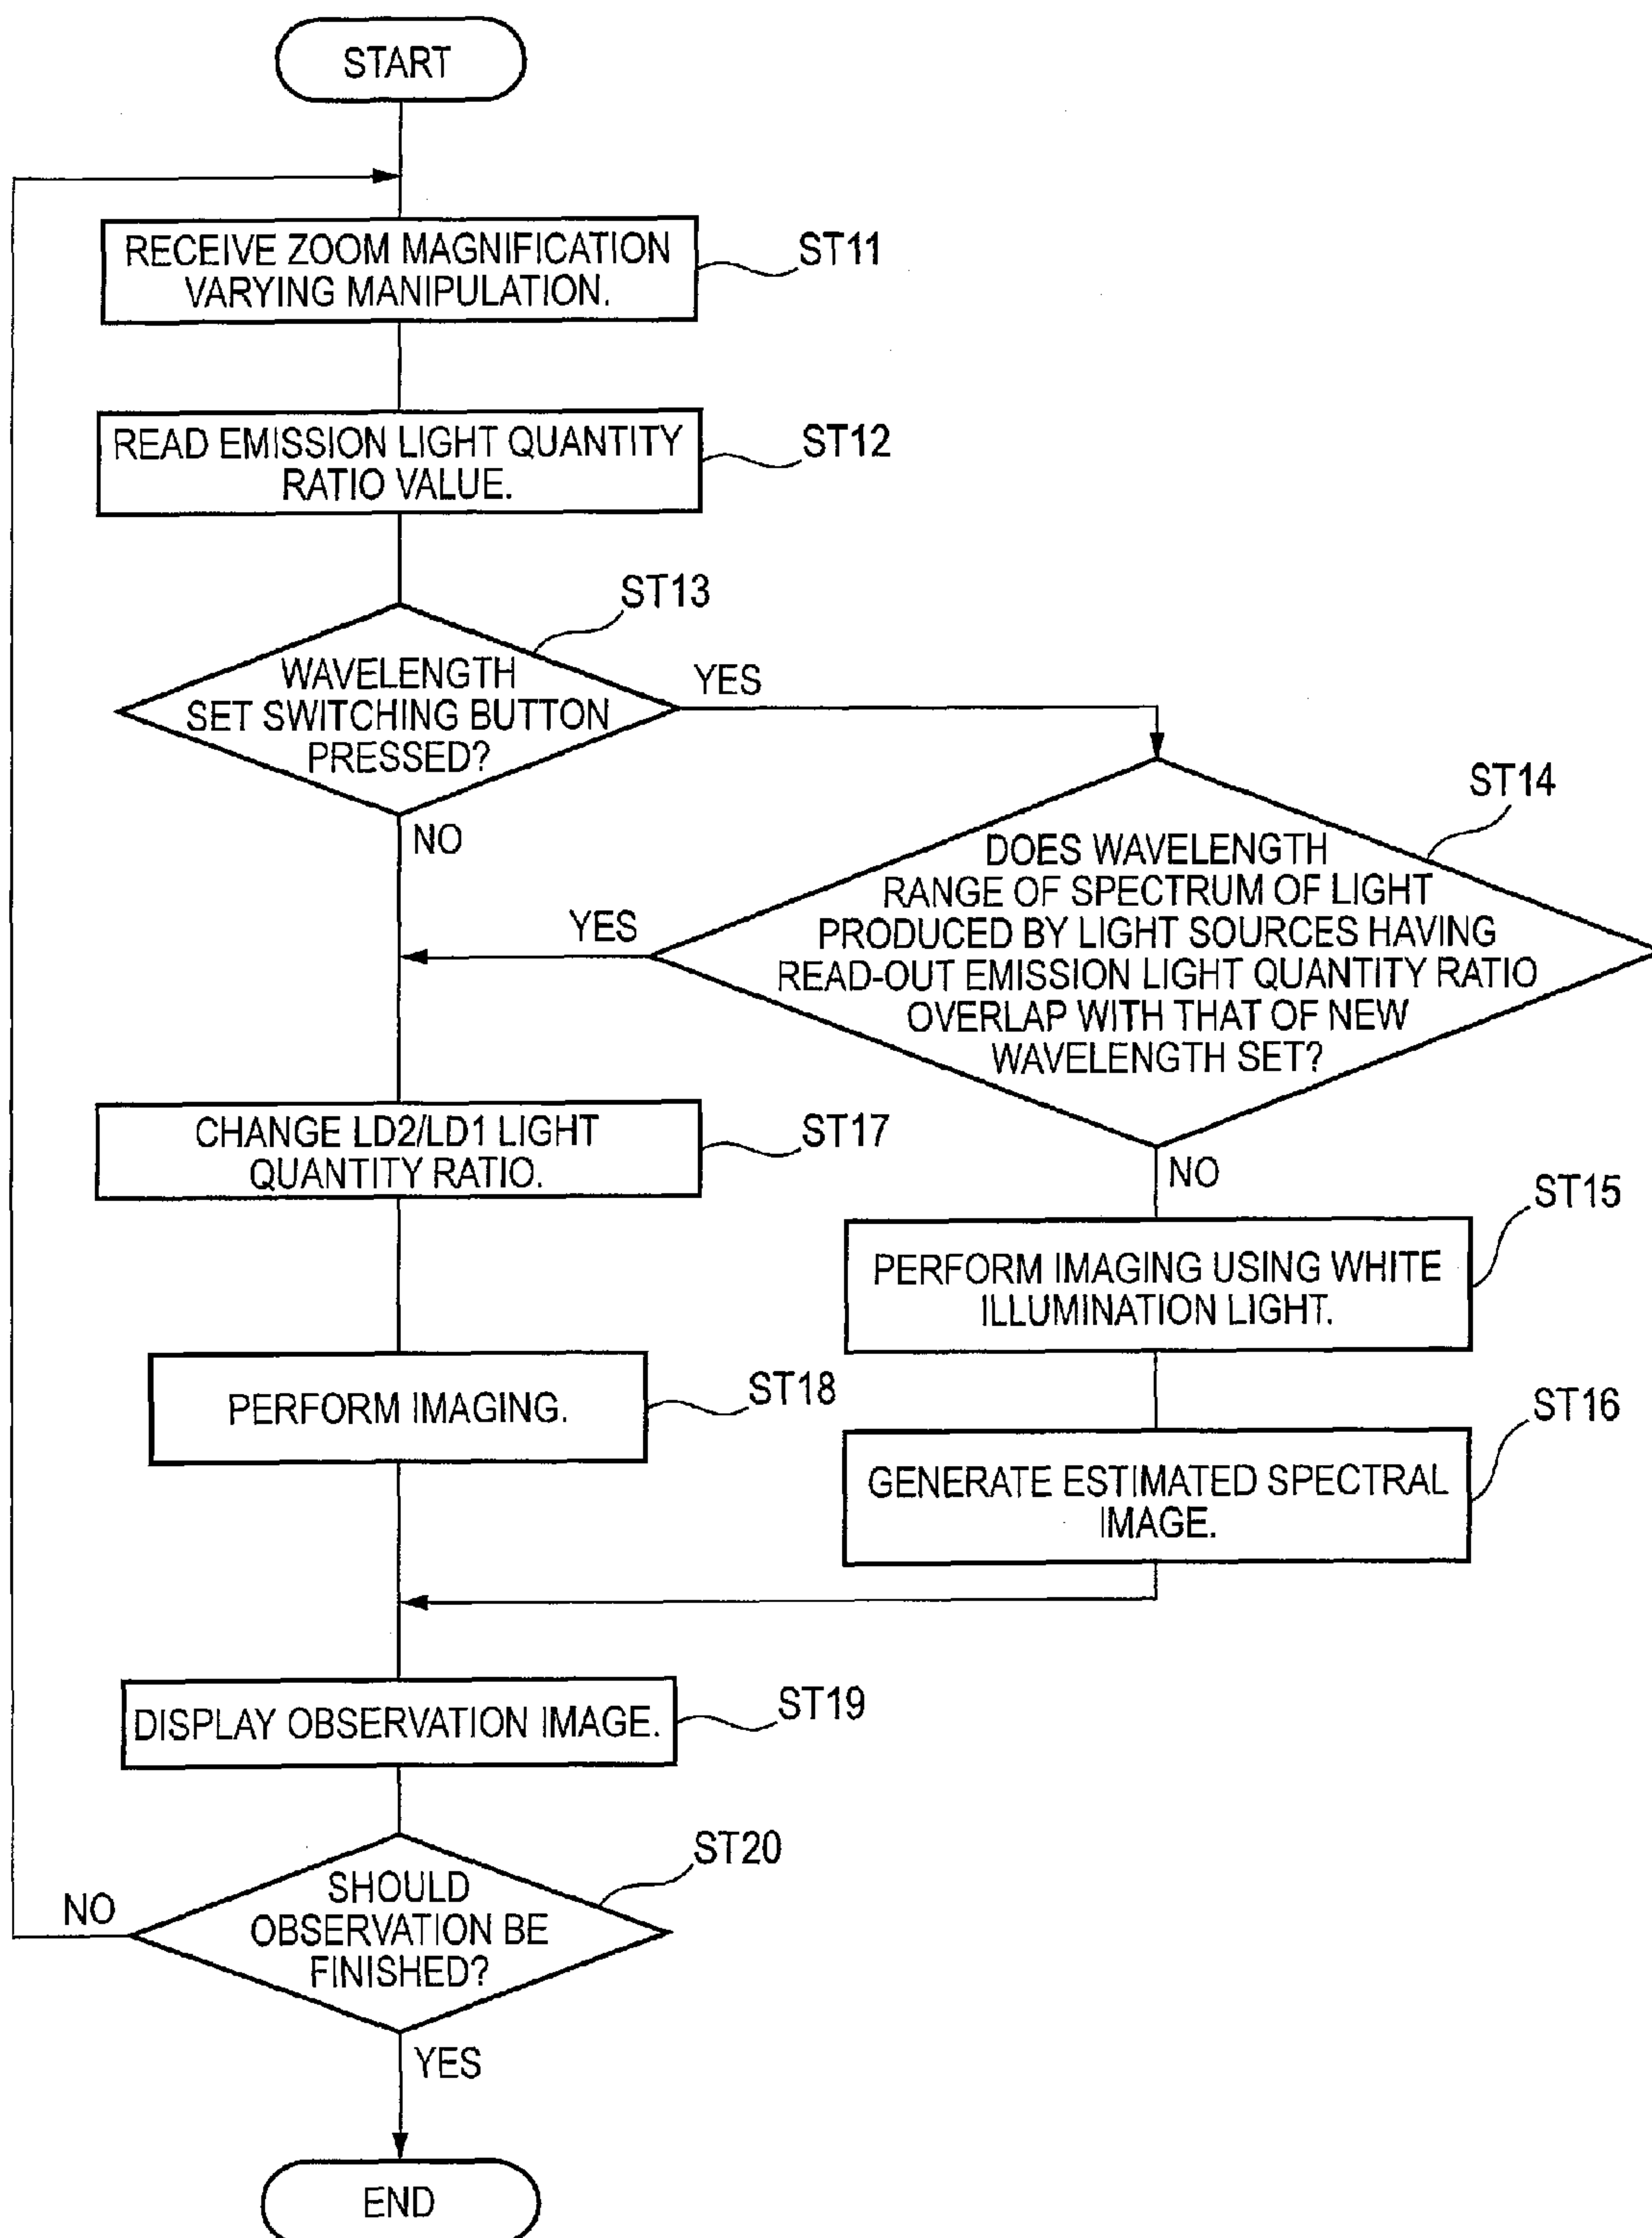 START
RECEIVE ZOOM MAGNIFICATION
VARYING MANIPULATION.
ST11
READ EMISSION LIGHT QUANTITY
RATIO VALUE.
ST12
ST13
WAVELENGTH
SET SWITCHING BUTTON
PRESSED?
YES
NO
ST14
DOES WAVELENGTH
RANGE OF SPECTRUM OF LIGHT
PRODUCED BY LIGHT SOURCES HAVING
READ-OUT EMISSION LIGHT QUANTITY RATIO
OVERLAP WITH THAT OF NEW
WAVELENGTH SET?
YES
NO
CHANGE LD2/LD1 LIGHT
QUANTITY RATIO.
ST17
ST15
PERFORM IMAGING USING WHITE
ILLUMINATION LIGHT.
PERFORM IMAGING.
ST18
ST16
GENERATE ESTIMATED SPECTRAL
IMAGE.
DISPLAY OBSERVATION IMAGE.
ST19
ST20
SHOULD
OBSERVATION BE
FINISHED?
NO
YES
END